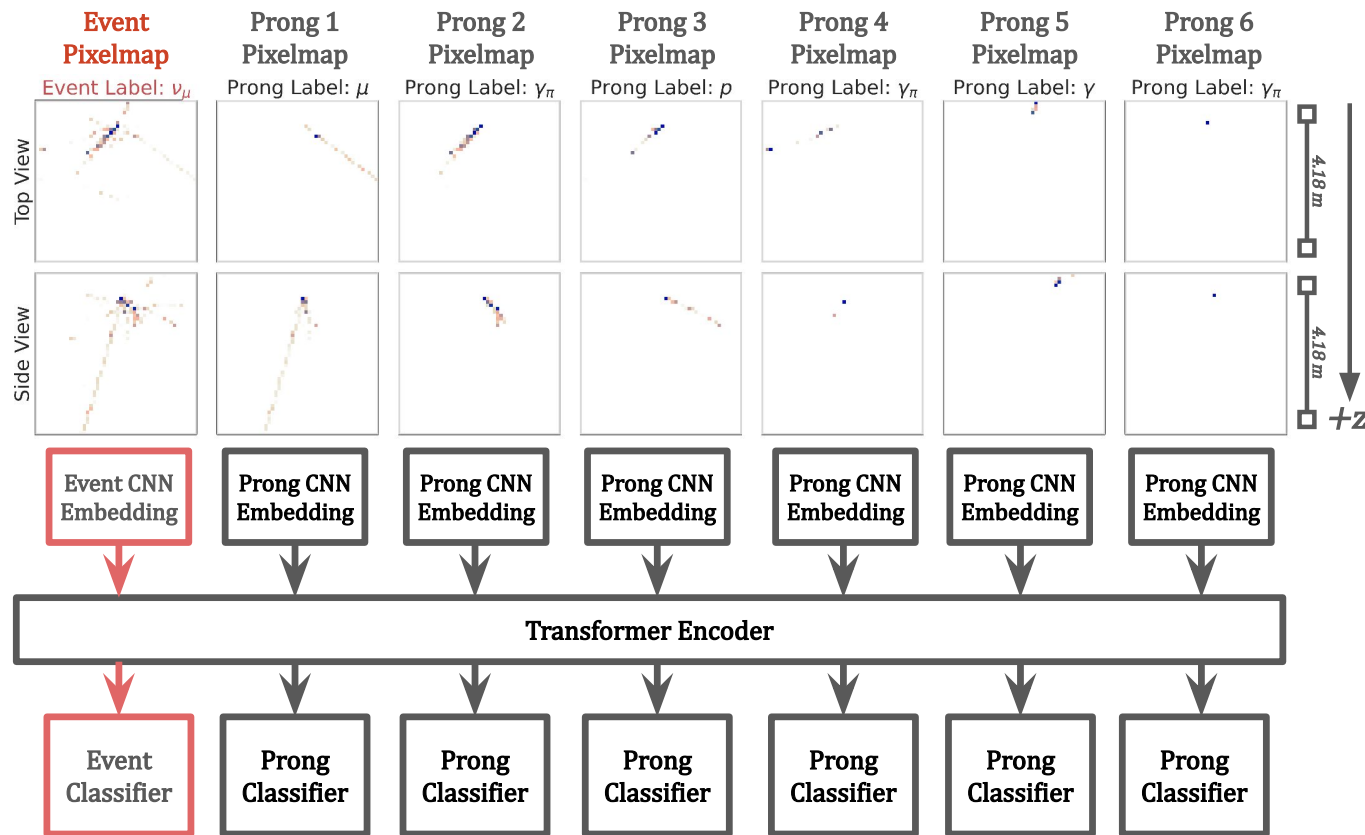 Event
Pixelmap
Prong 1
Pixelmap
Prong 2
Pixelmap
Prong 3
Pixelmap
Prong 4
Pixelmap
Prong 5
Pixelmap
Prong 6
Pixelmap
Event Label: ν_μ
Prong Label: μ
Prong Label: γ_π
Prong Label: p
Prong Label: γ_π
Prong Label: γ
Prong Label: γ_π
Top View
4.18 m
Side View
4.18 m
+z
Event CNN
Embedding
Prong CNN
Embedding
Prong CNN
Embedding
Prong CNN
Embedding
Prong CNN
Embedding
Prong CNN
Embedding
Prong CNN
Embedding
Transformer Encoder
Event
Classifier
Prong
Classifier
Prong
Classifier
Prong
Classifier
Prong
Classifier
Prong
Classifier
Prong
Classifier